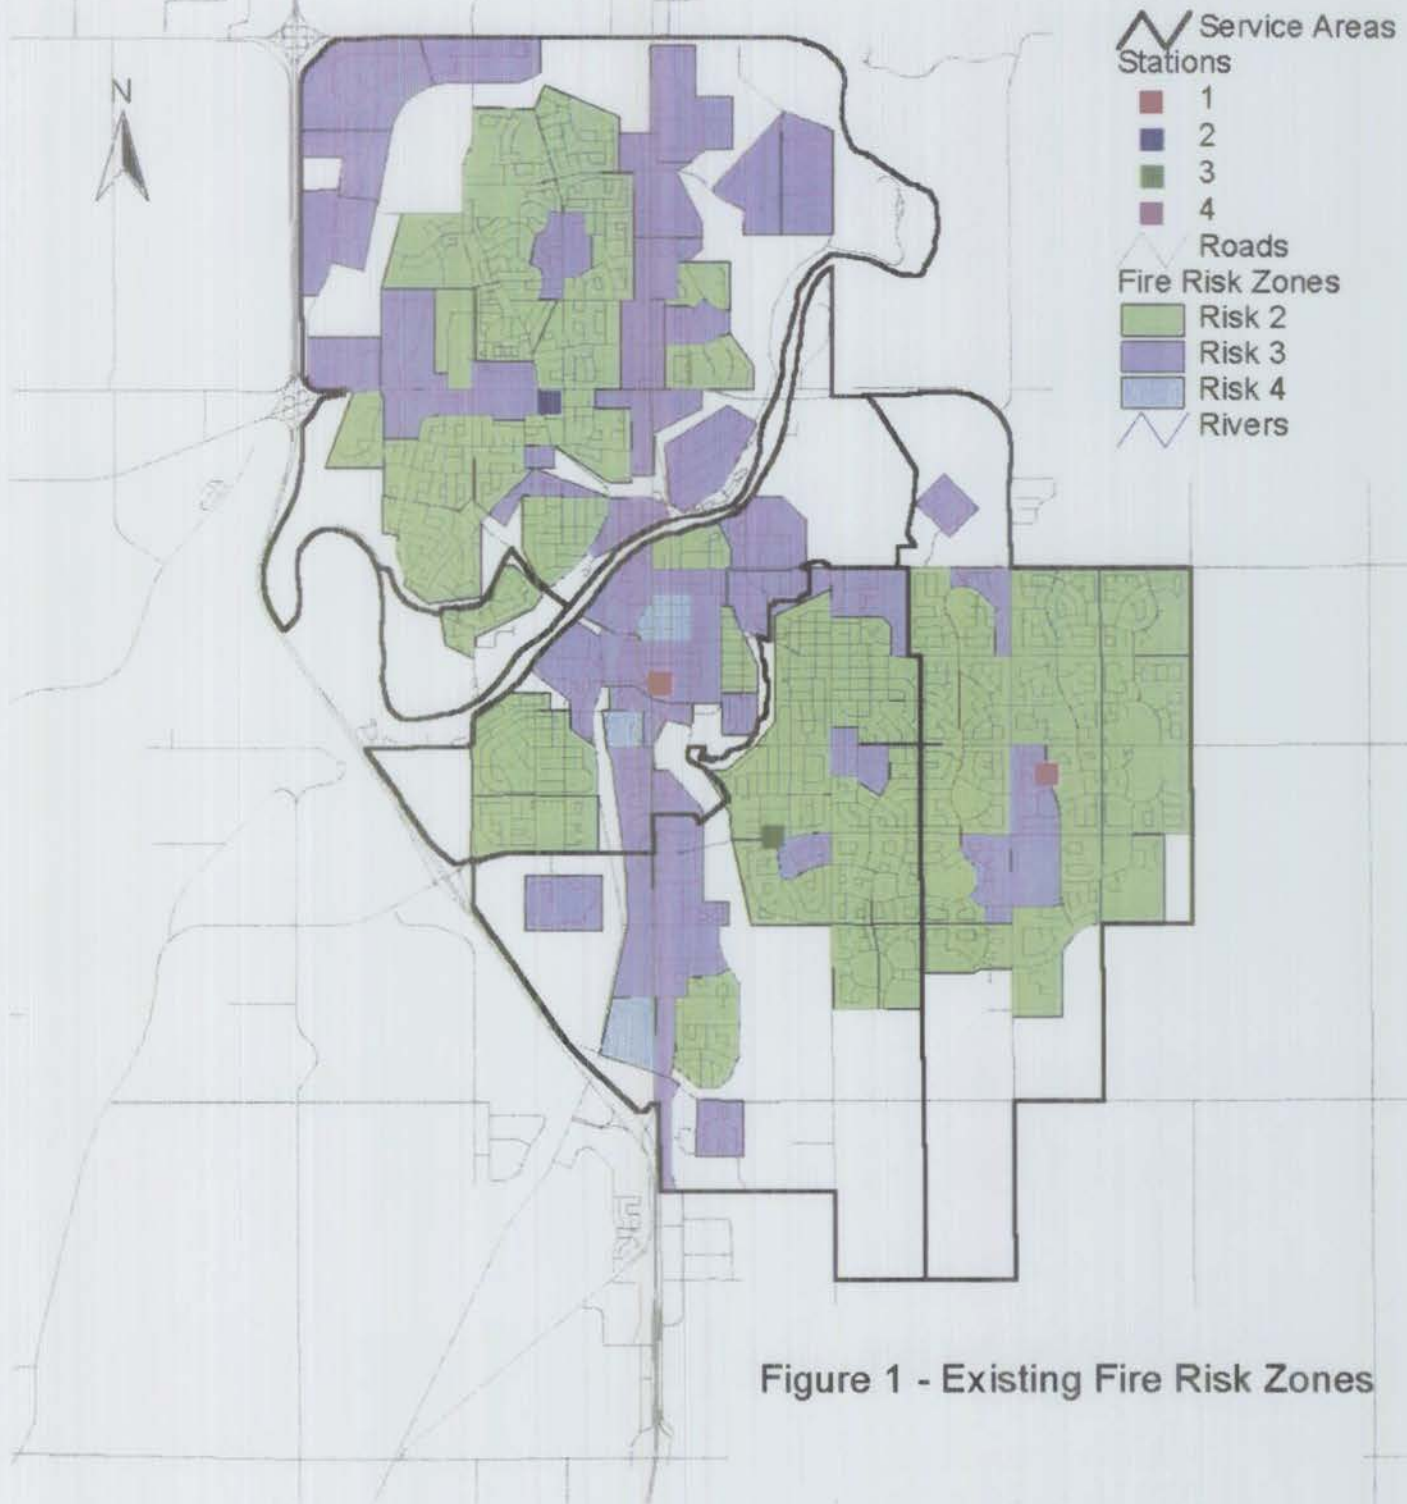 N
Service Areas
Stations
1
2
3
4
Roads
Fire Risk Zones
Risk 2
Risk 3
Risk 4
Rivers
Figure 1 - Existing Fire Risk Zones